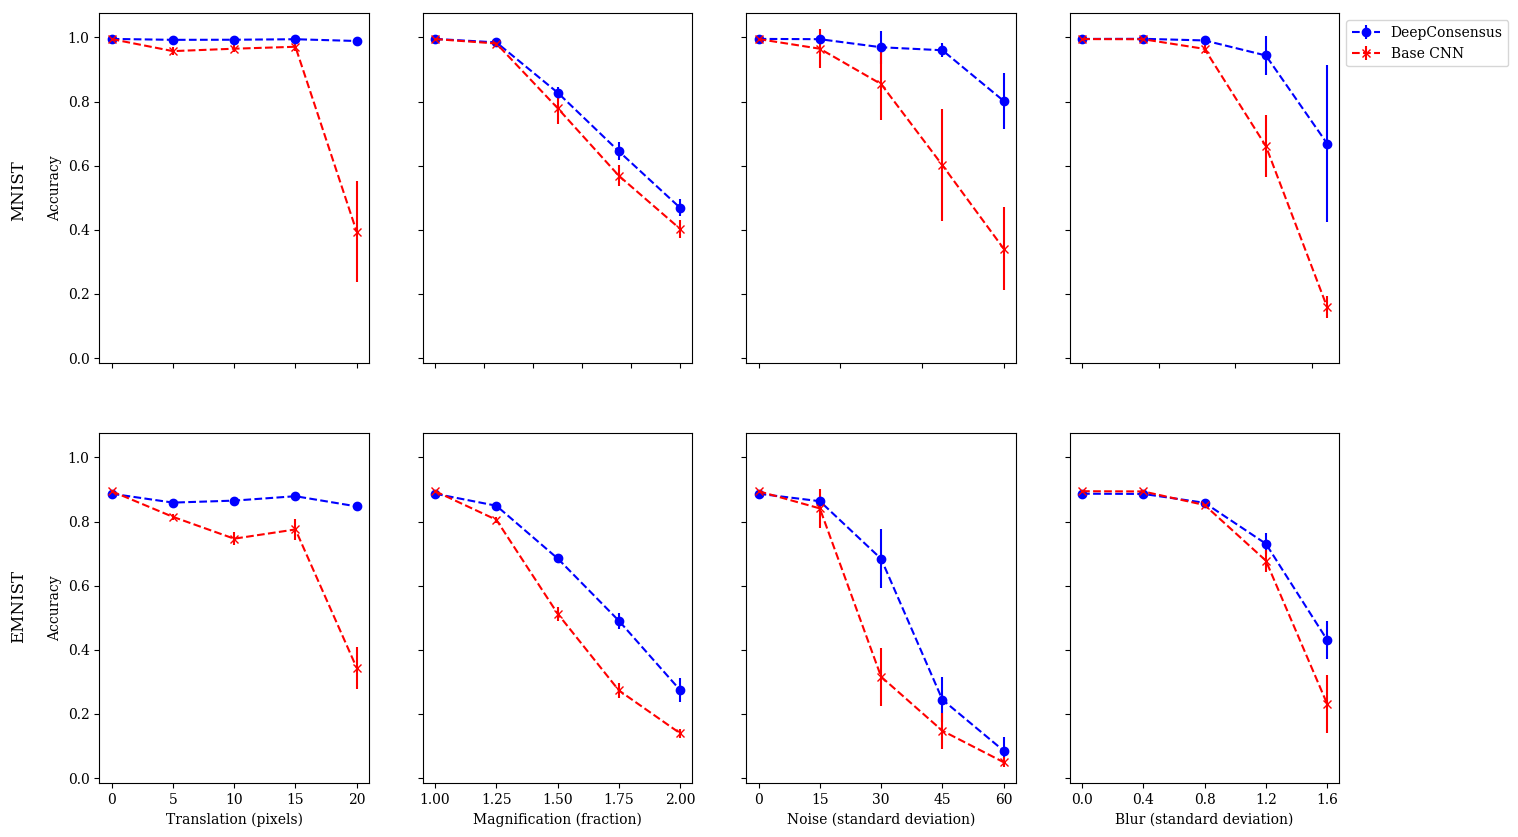 DeepConsensus
Base CNN
MNIST
Accuracy
1.0
0.8
0.6
0.4
0.2
0.0
EMNIST
Accuracy
1.0
0.8
0.6
0.4
0.2
0.0
0 5 10 15 20
Translation (pixels)
1.00 1.25 1.50 1.75 2.00
Magnification (fraction)
0 15 30 45 60
Noise (standard deviation)
0.0 0.4 0.8 1.2 1.6
Blur (standard deviation)